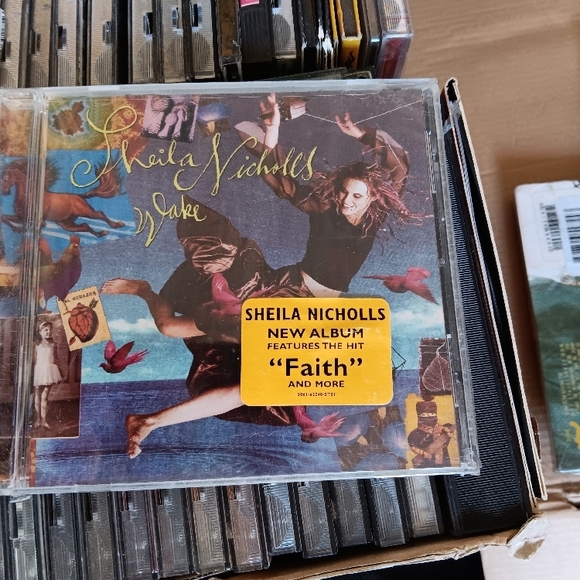 Sheila Nicholls
Wake
SHEILA NICHOLLS
NEW ALBUM
FEATURES THE HIT
"Faith"
AND MORE